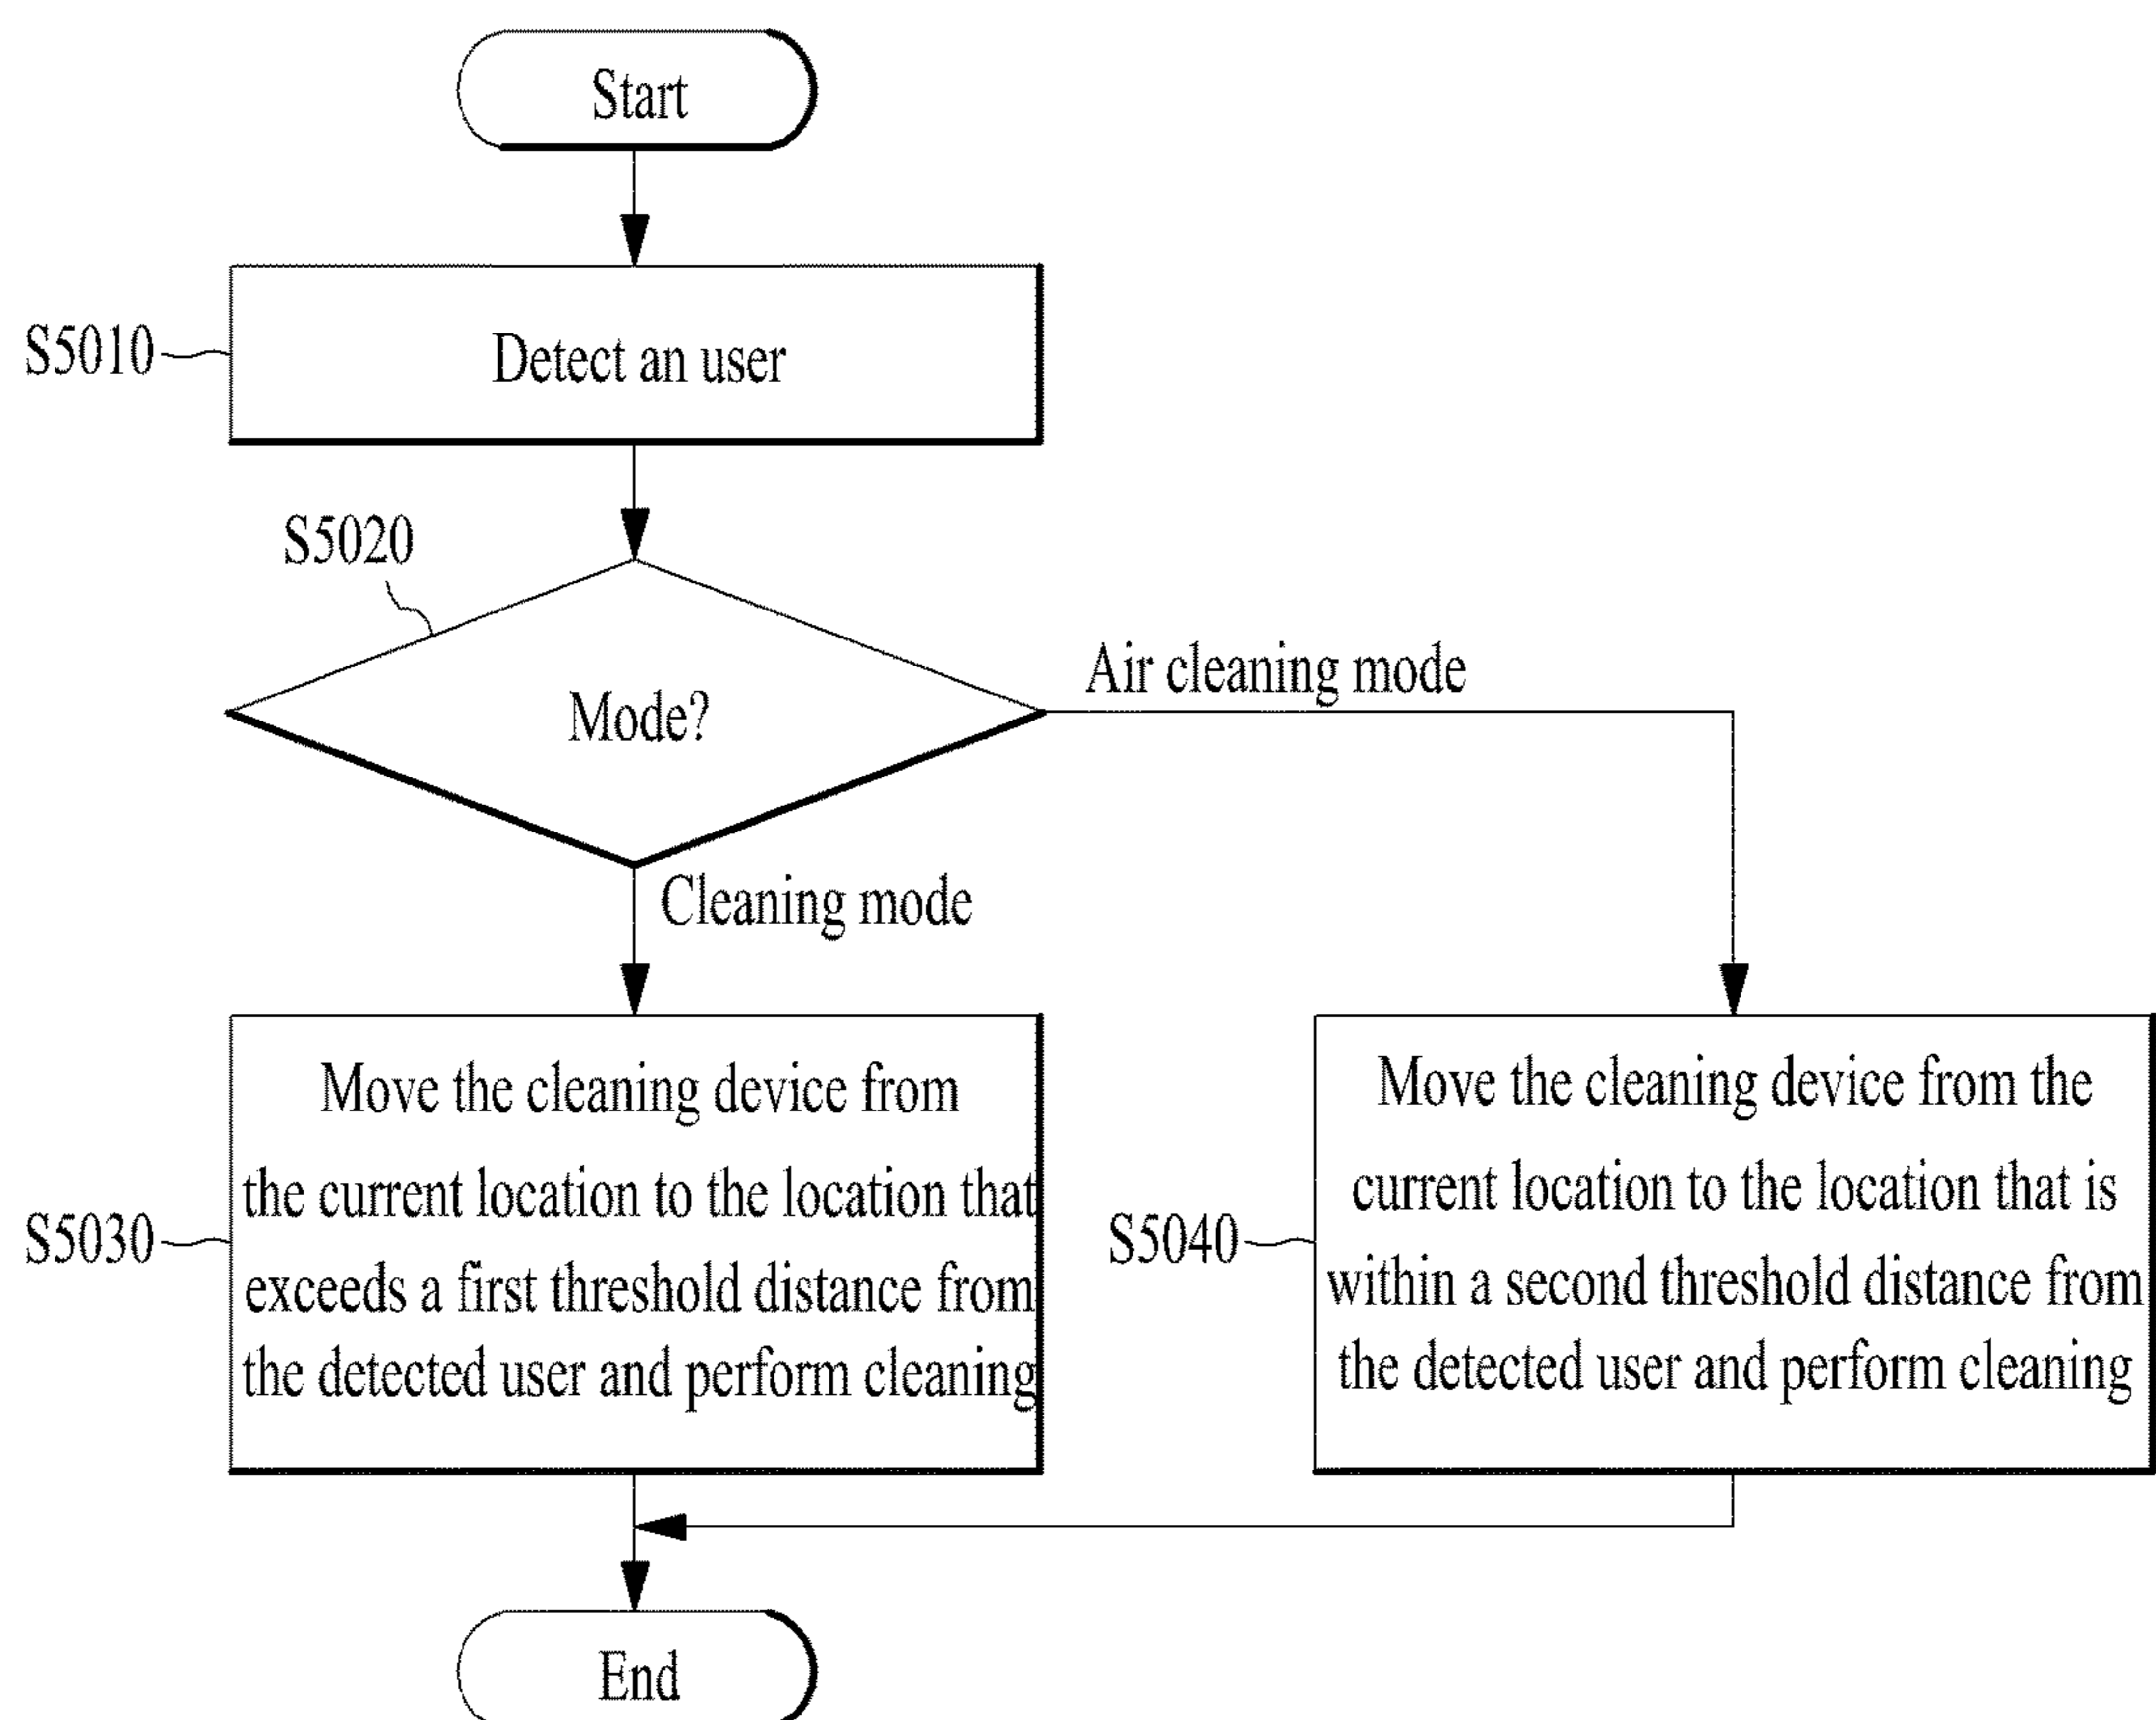 Start
S5010
Detect an user
S5020
Mode?
Air cleaning mode
Cleaning mode
S5030
Move the cleaning device from
the current location to the location that
exceeds a first threshold distance from
the detected user and perform cleaning
S5040
Move the cleaning device from the
current location to the location that is
within a second threshold distance from
the detected user and perform cleaning
End